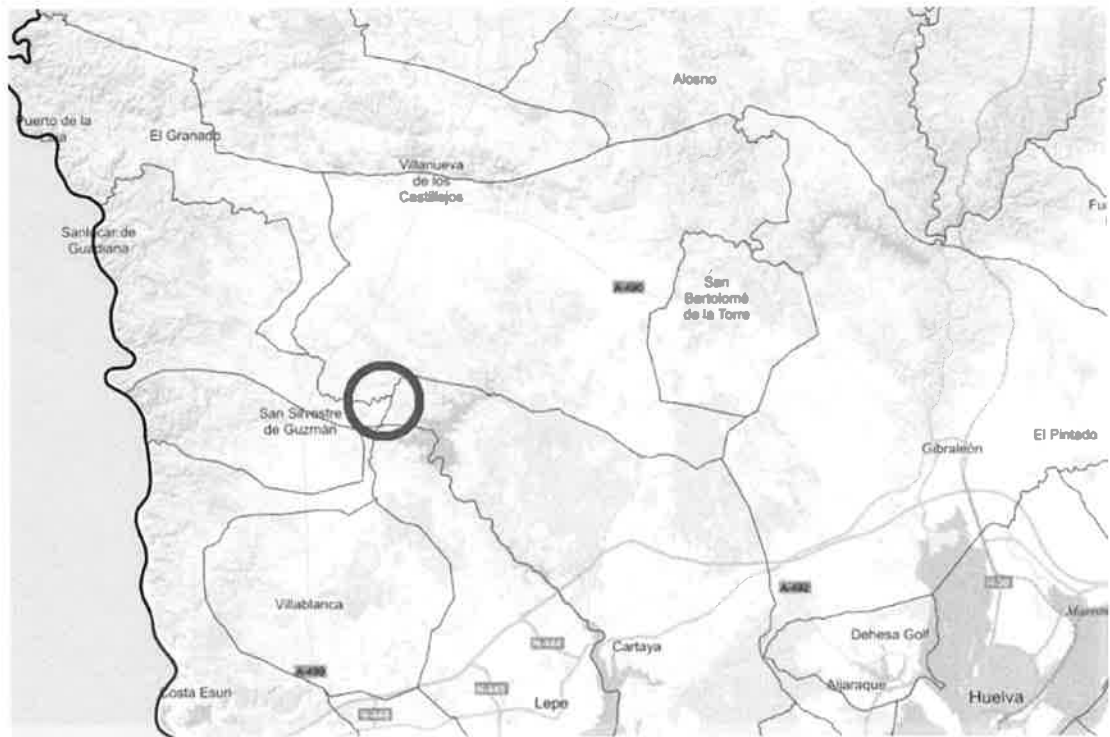 Alosno
Puerto de la
El Granado
Villanueva
de los
Castillejos
Sanlúcar de
Guadiana
A-490
San
Bartolomé
de la Torre
San Silvestre
de Guzmán
El Pintado
Gibraleón
Villablanca
A-492
Cartaya
Dehesa Golf
Costa Esuri
Lepe
Aljaraque
Huelva